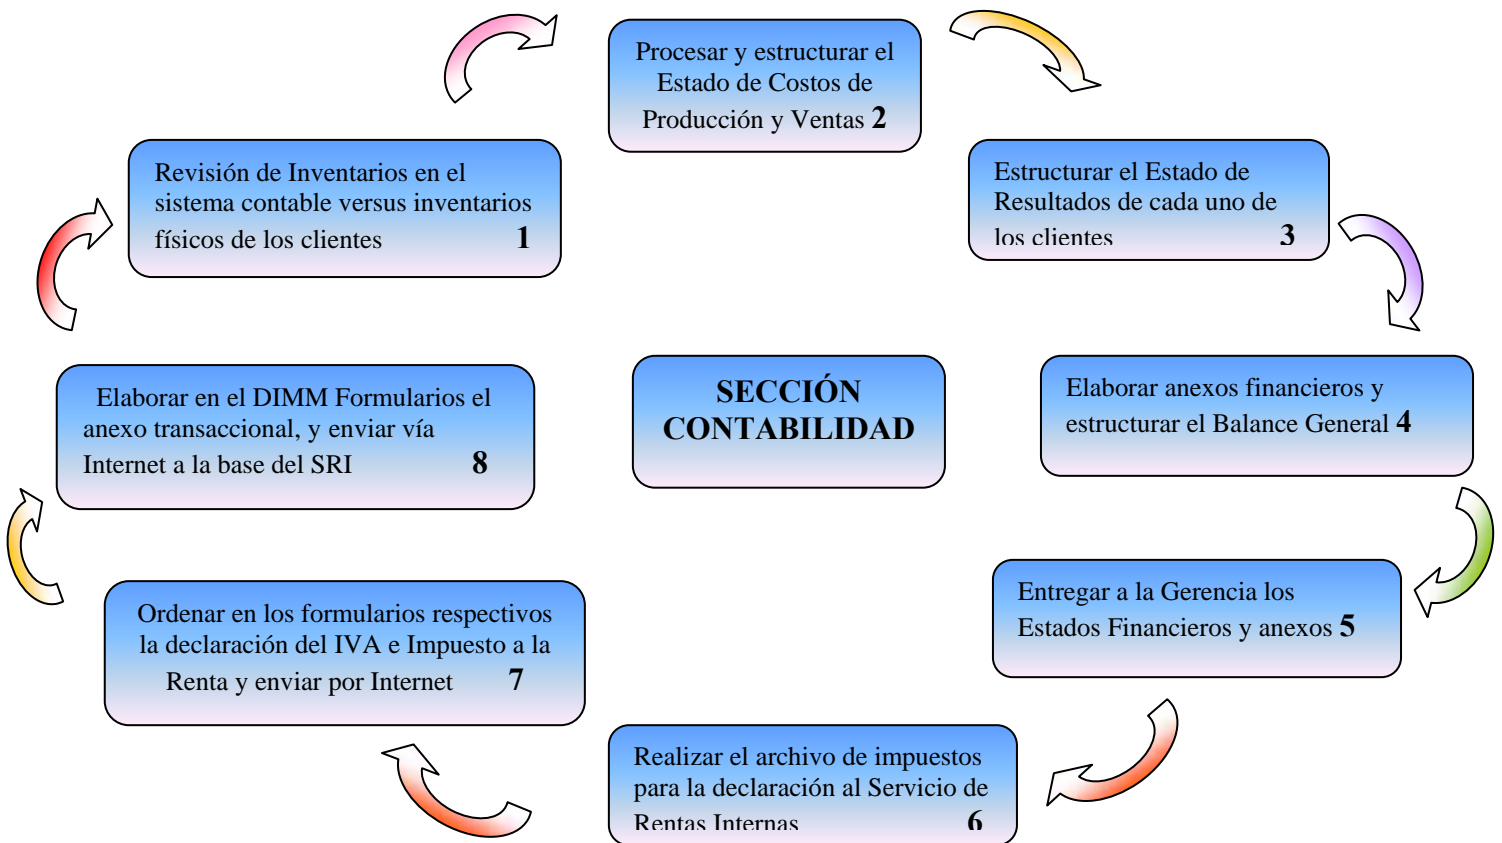 Procesar y estructurar el
Estado de Costos de
Producción y Ventas 2
Revisión de Inventarios en el
sistema contable versus inventarios
físicos de los clientes 1
Estructurar el Estado de
Resultados de cada uno de
los clientes 3
Elaborar en el DIMM Formularios el
anexo transaccional, y enviar vía
Internet a la base del SRI 8
SECCIÓN
CONTABILIDAD
Elaborar anexos financieros y
estructurar el Balance General 4
Ordenar en los formularios respectivos
la declaración del IVA e Impuesto a la
Renta y enviar por Internet 7
Entregar a la Gerencia los
Estados Financieros y anexos 5
Realizar el archivo de impuestos
para la declaración al Servicio de
Rentas Internas 6